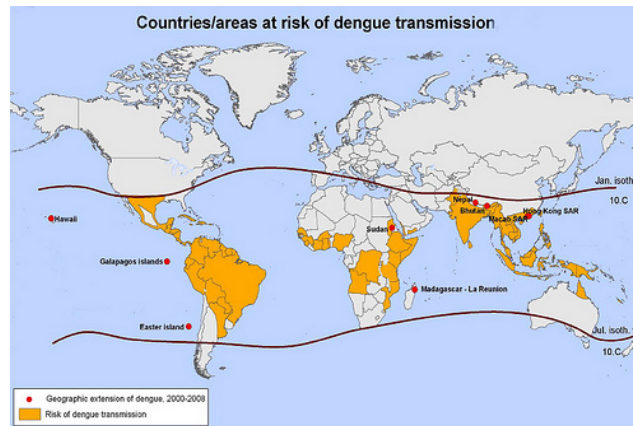 Countries/areas at risk of dengue transmission
Jan. isoth.
10.C
Nepal
Bhutan
Hong Kong SAR
Macao SAR
Hawaii
Sudan
Galapagos islands
Madagascar - La Reunion
Easter island
Jul. isoth.
10.C
Geographic extension of dengue, 2000-2008
Risk of dengue transmission